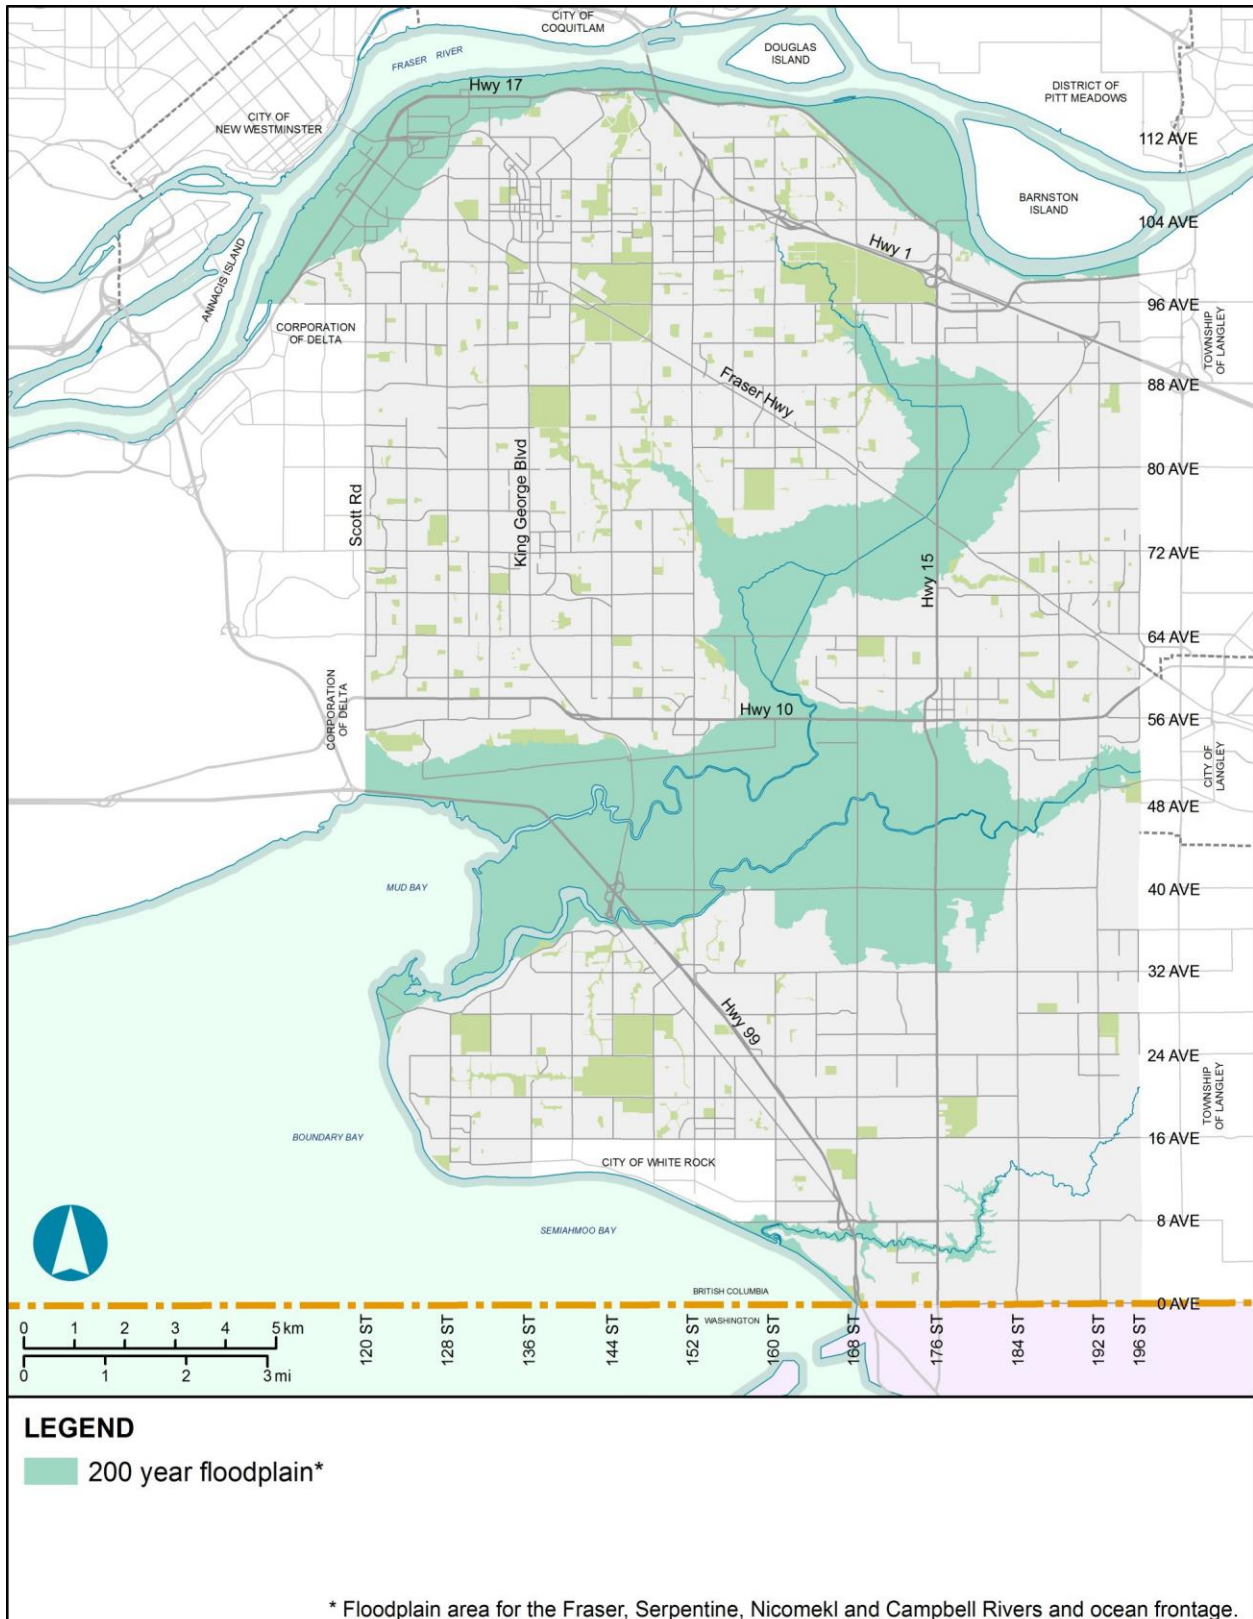 CITY OF
COQUITLAM
DOUGLAS
ISLAND
FRASER RIVER
Hwy 17
DISTRICT OF
PITT MEADOWS
CITY OF
NEW WESTMINSTER
112 AVE
BARNSTON
ISLAND
104 AVE
Hwy 1
ANNACIS ISLAND
96 AVE
CORPORATION
OF DELTA
TOWNSHIP
OF LANGLEY
88 AVE
Fraser Hwy
80 AVE
Scott Rd
King George Blvd
72 AVE
Hwy 15
64 AVE
CORPORATION
OF DELTA
Hwy 10
56 AVE
CITY OF
LANGLEY
48 AVE
MUD BAY
40 AVE
32 AVE
Hwy 99
24 AVE
TOWNSHIP
OF LANGLEY
BOUNDARY BAY
16 AVE
CITY OF WHITE ROCK
SEMIAHMOO BAY
8 AVE
BRITISH COLUMBIA
0 AVE
WASHINGTON
0 1 2 3 4 5 km
0 1 2 3 mi
120 ST
128 ST
136 ST
144 ST
152 ST
160 ST
168 ST
176 ST
184 ST
192 ST
196 ST
LEGEND
200 year floodplain*
* Floodplain area for the Fraser, Serpentine, Nicomekl and Campbell Rivers and ocean frontage.